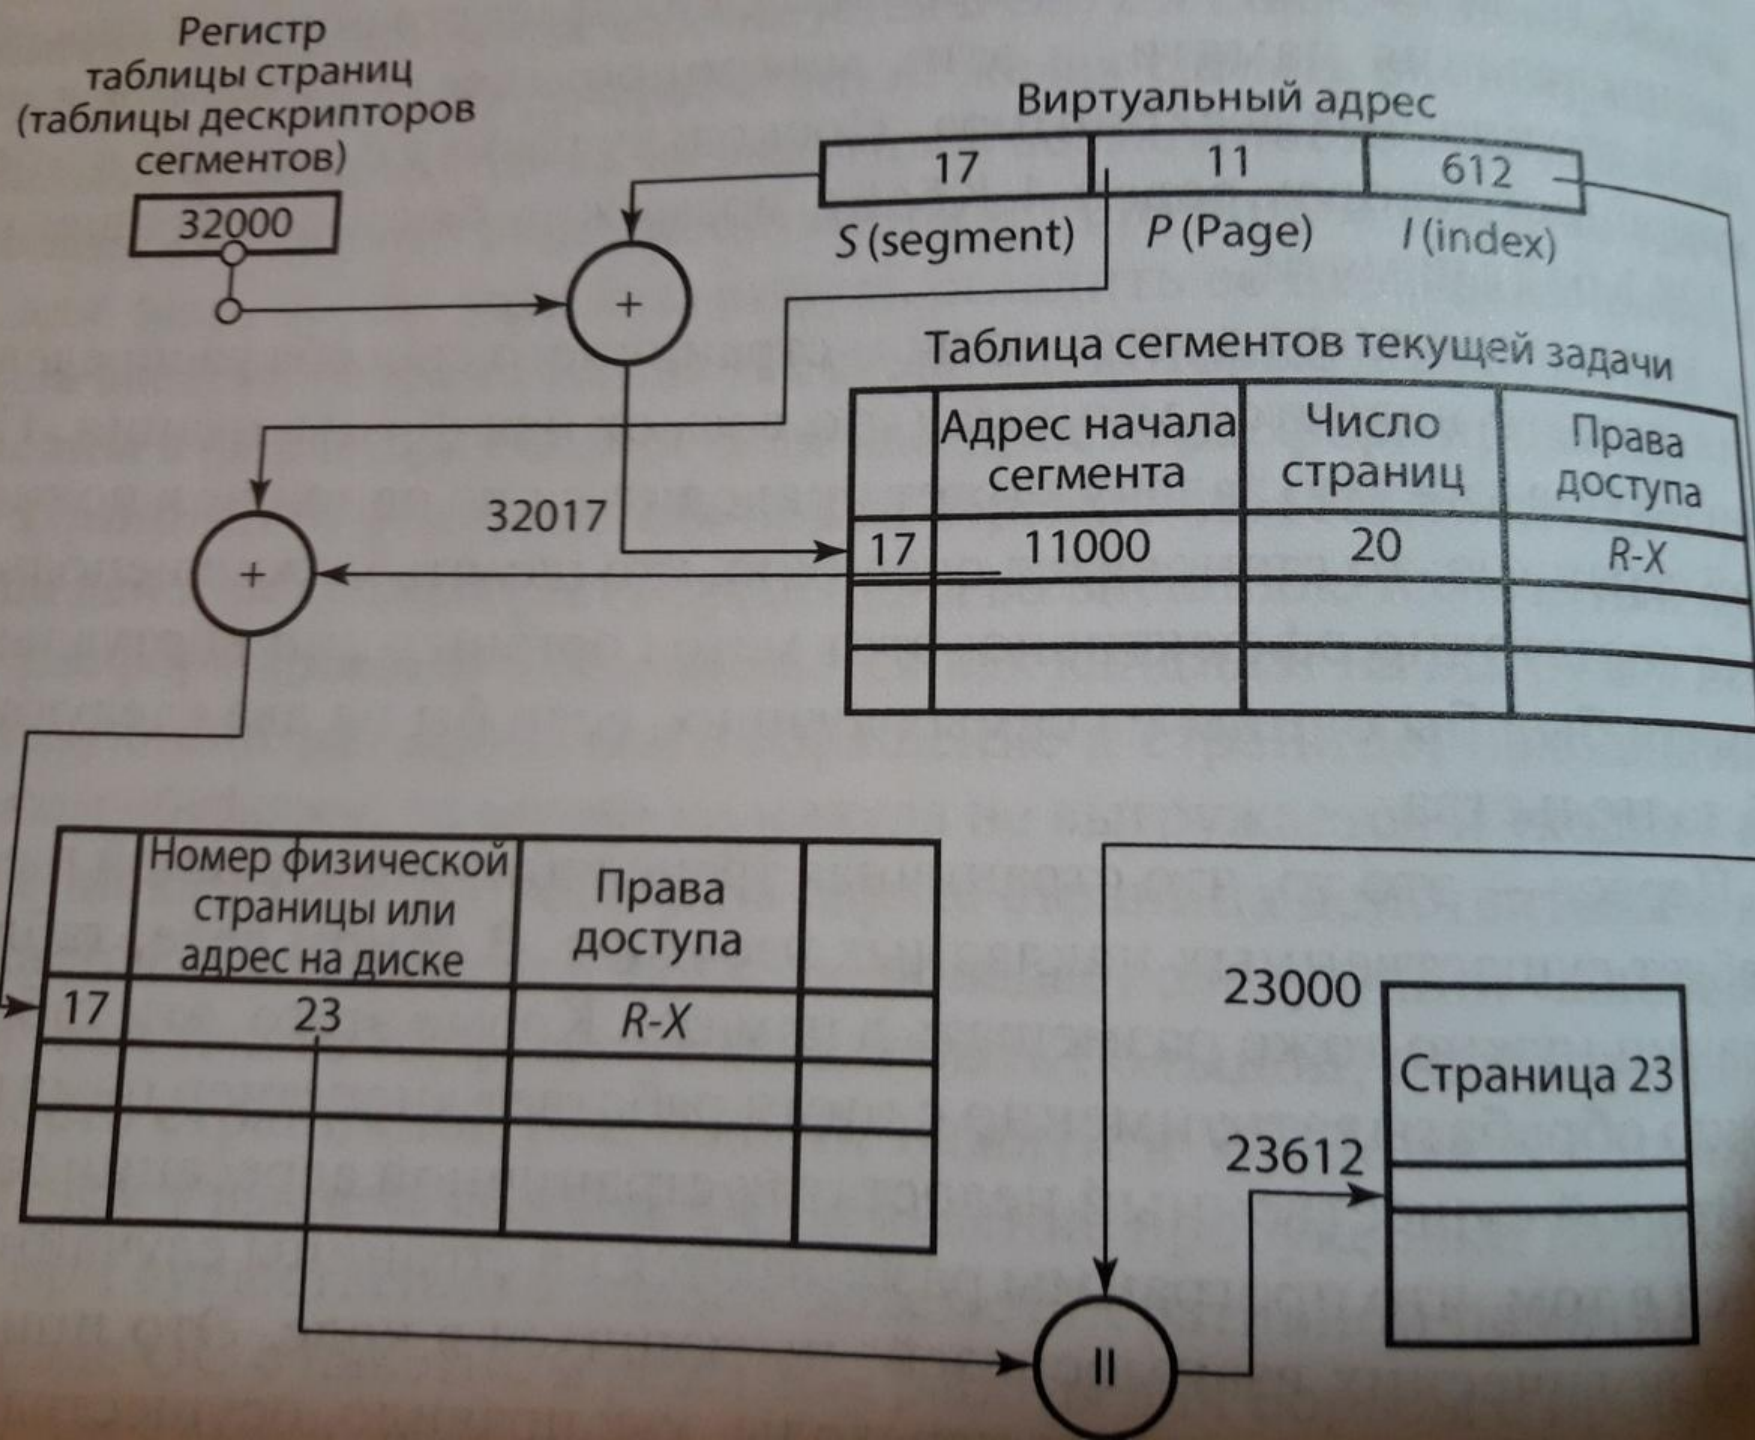 Регистр
таблицы страниц
(таблицы дескрипторов
сегментов)
32000
Виртуальный адрес
17 11 612
S (segment) P (Page) I (index)
+
Таблица сегментов текущей задачи
Адрес начала
сегмента
Число
страниц
Права
доступа
32017
17 11000 20 R-X
+
Номер физической
страницы или
адрес на диске
Права
доступа
17 23 R-X
23000
Страница 23
23612
||